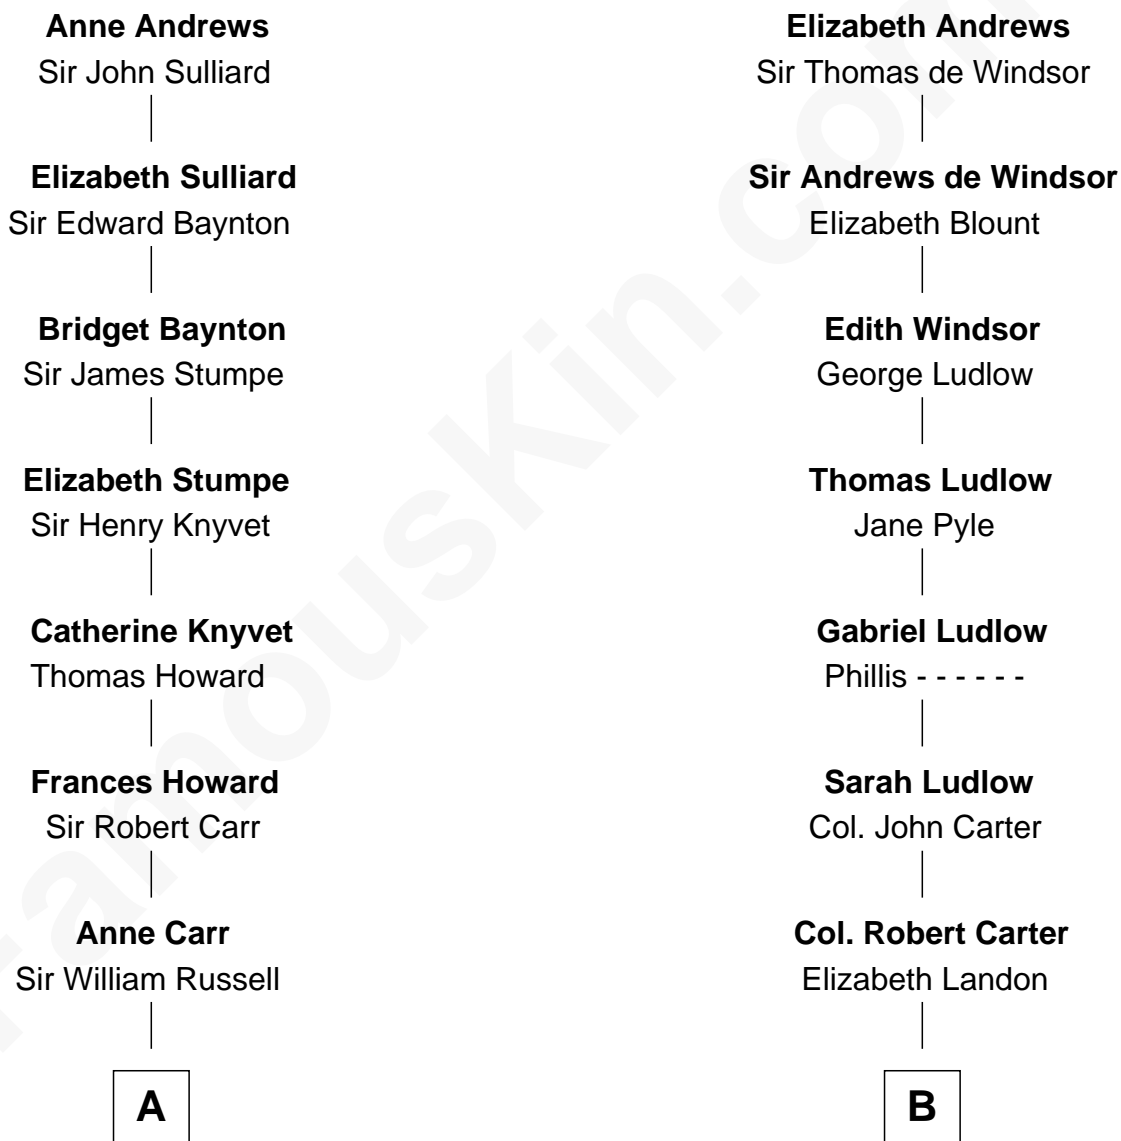 Anne Andrews
Sir John Sulliard
Elizabeth Sulliard
Sir Edward Baynton
Bridget Baynton
Sir James Stumpe
Elizabeth Stumpe
Sir Henry Knyvet
Catherine Knyvet
Thomas Howard
Frances Howard
Sir Robert Carr
Anne Carr
Sir William Russell
A
Elizabeth Andrews
Sir Thomas de Windsor
Sir Andrews de Windsor
Elizabeth Blount
Edith Windsor
George Ludlow
Thomas Ludlow
Jane Pyle
Gabriel Ludlow
Phillis - - - - - -
Sarah Ludlow
Col. John Carter
Col. Robert Carter
Elizabeth Landon
B
FamousKin.com